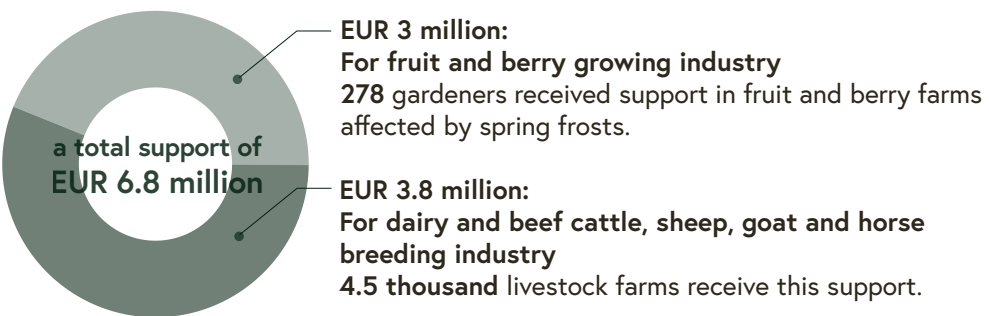 a total support of
EUR 6.8 million
EUR 3 million:
For fruit and berry growing industry
278 gardeners received support in fruit and berry farms
affected by spring frosts.
EUR 3.8 million:
For dairy and beef cattle, sheep, goat and horse
breeding industry
4.5 thousand livestock farms receive this support.